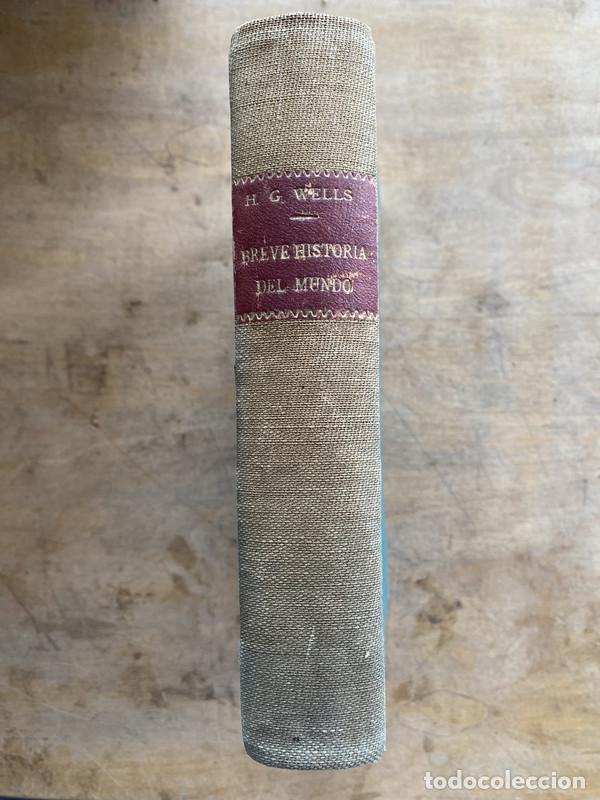 H. G. WELLS
BREVE HISTORIA
DEL MUNDO
todocoleccion